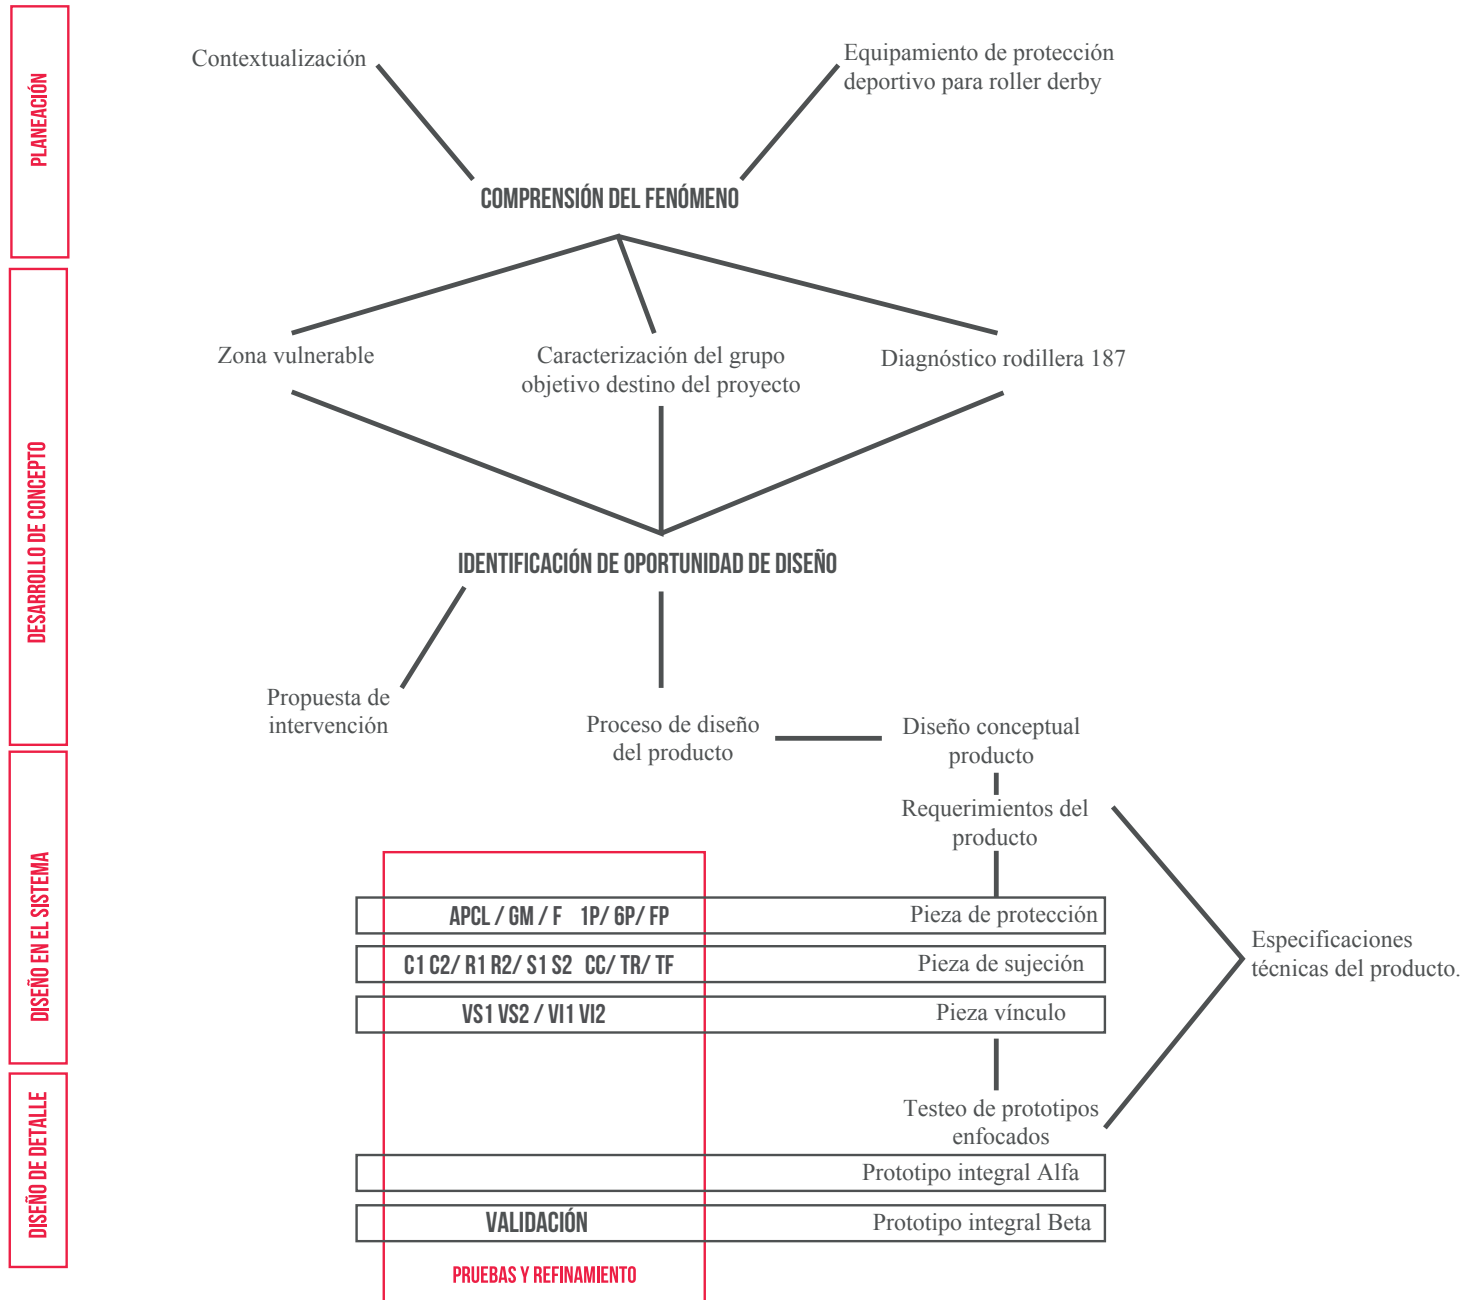 PLANEACIÓN
Contextualización
Equipamiento de protección
deportivo para roller derby
COMPRENSIÓN DEL FENÓMENO
DESARROLLO DE CONCEPTO
Zona vulnerable
Caracterización del grupo
objetivo destino del proyecto
Diagnóstico rodillera 187
IDENTIFICACIÓN DE OPORTUNIDAD DE DISEÑO
Propuesta de
intervención
Proceso de diseño
del producto
Diseño conceptual
producto
DISEÑO EN EL SISTEMA
Requerimientos del
producto
APCL / GM / F 1P/ 6P/ FP
Pieza de protección
C1 C2/ R1 R2/ S1 S2 CC/ TR/ TF
Pieza de sujeción
VS1 VS2 / VI1 VI2
Pieza vínculo
Especificaciones
técnicas del producto.
DISEÑO DE DETALLE
Testeo de prototipos
enfocados
Prototipo integral Alfa
VALIDACIÓN
Prototipo integral Beta
PRUEBAS Y REFINAMIENTO